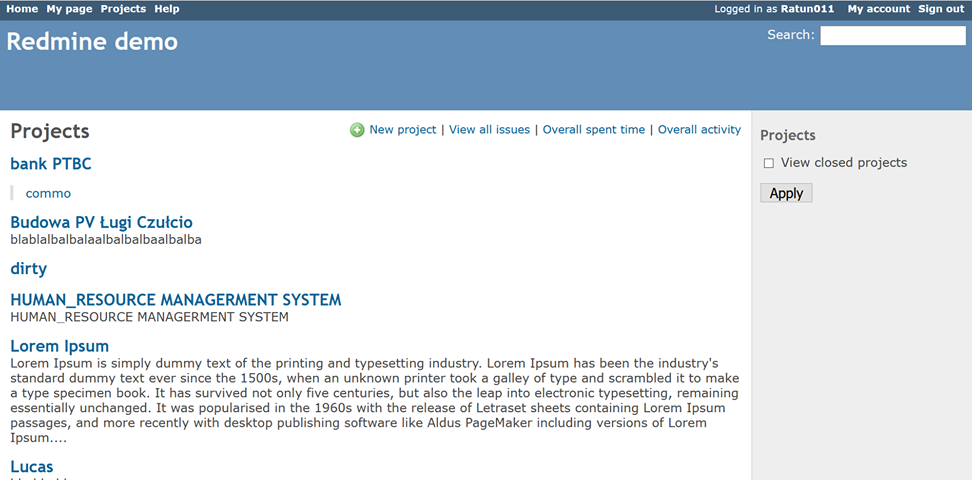 Home My page Projects Help Logged in as Ratun011 My account Sign out
Redmine demo
Search:
Projects
New project | View all issues | Overall spent time | Overall activity
bank PTBC
commo
Budowa PV Ługi Czułcio
blablalbalbalaalbalbalbaalbalba
dirty
HUMAN_RESOURCE MANAGERMENT SYSTEM
HUMAN_RESOURCE MANAGERMENT SYSTEM
Lorem Ipsum
Lorem Ipsum is simply dummy text of the printing and typesetting industry. Lorem Ipsum has been the industry's
standard dummy text ever since the 1500s, when an unknown printer took a galley of type and scrambled it to make
a type specimen book. It has survived not only five centuries, but also the leap into electronic typesetting, remaining
essentially unchanged. It was popularised in the 1960s with the release of Letraset sheets containing Lorem Ipsum
passages, and more recently with desktop publishing software like Aldus PageMaker including versions of Lorem
Ipsum....
Lucas
Projects
View closed projects
Apply